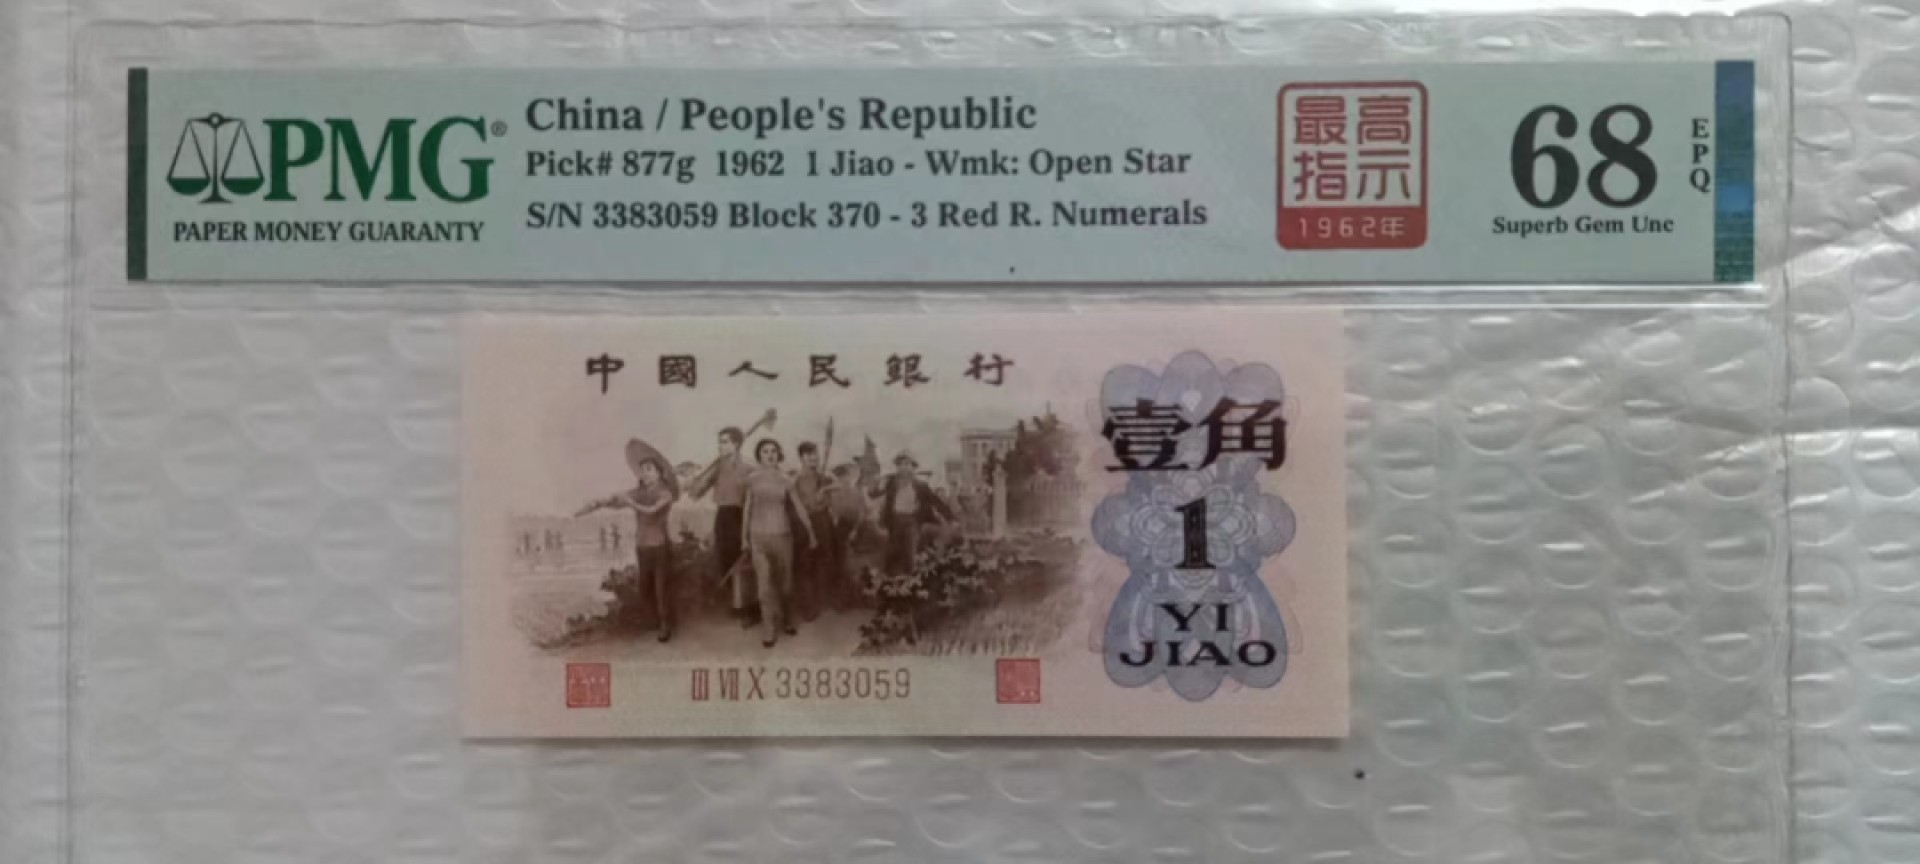 PMG®
PAPER MONEY GUARANTY
China / People's Republic
Pick# 877g 1962 1 Jiao - Wmk: Open Star
S/N 3383059 Block 370 - 3 Red R. Numerals
最高
指示
1962年
68
EPQ
Superb Gem Unc
中國人民銀行
壹角
1
YI
JIAO
III VII X 3383059